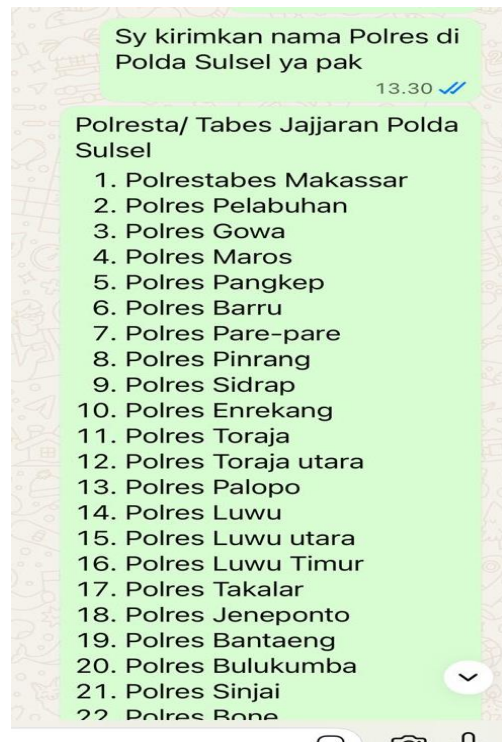 Sy kirimkan nama Polres di
Polda Sulsel ya pak
13.30
Polresta/ Tabes Jajjaran Polda
Sulsel
1. Polrestabes Makassar
2. Polres Pelabuhan
3. Polres Gowa
4. Polres Maros
5. Polres Pangkep
6. Polres Barru
7. Polres Pare-pare
8. Polres Pinrang
9. Polres Sidrap
10. Polres Enrekang
11. Polres Toraja
12. Polres Toraja utara
13. Polres Palopo
14. Polres Luwu
15. Polres Luwu utara
16. Polres Luwu Timur
17. Polres Takalar
18. Polres Jeneponto
19. Polres Bantaeng
20. Polres Bulukumba
21. Polres Sinjai
22. Polres Bone